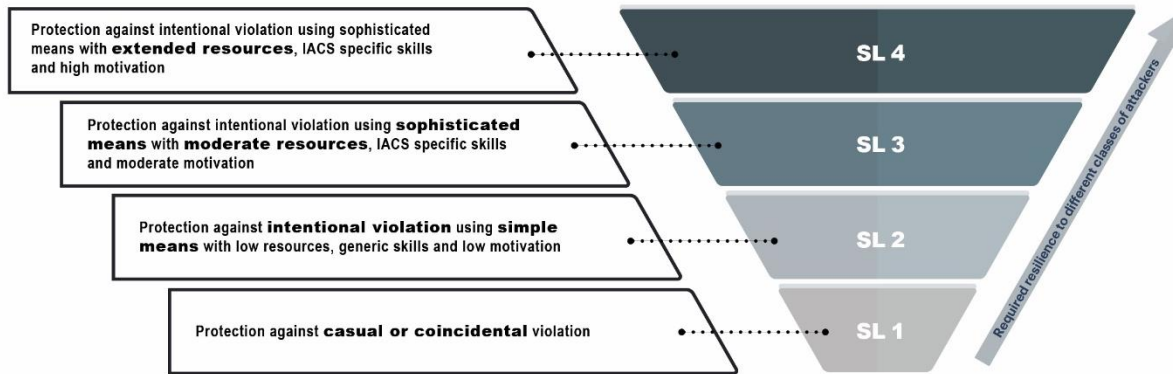 Protection against intentional violation using sophisticated
means with extended resources, IACS specific skills
and high motivation
SL 4
Protection against intentional violation using sophisticated
means with moderate resources, IACS specific skills
and moderate motivation
SL 3
Protection against intentional violation using simple
means with low resources, generic skills and low motivation
SL 2
Protection against casual or coincidental violation
SL 1
Required resilience to different classes of attackers